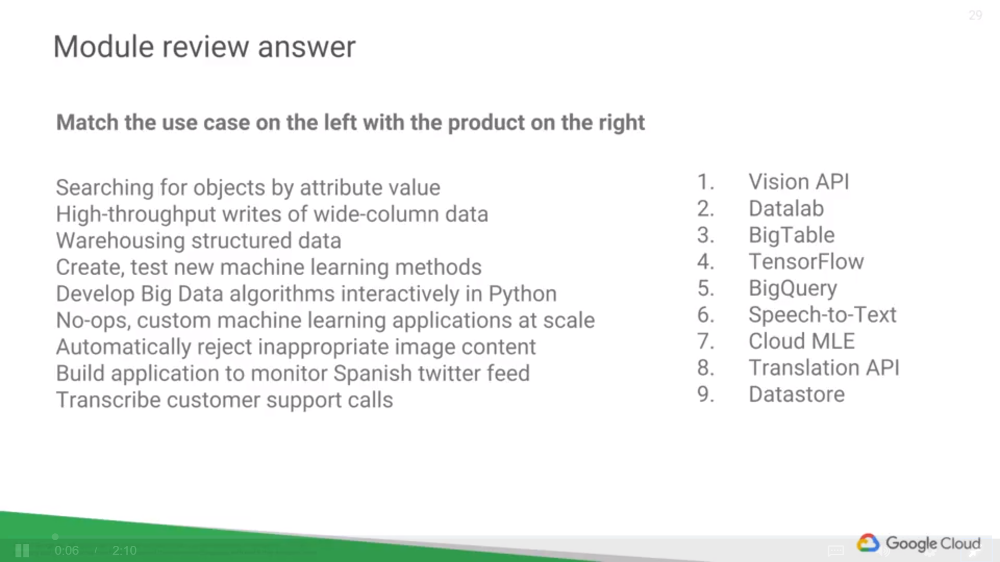 29
Module review answer
Match the use case on the left with the product on the right
Searching for objects by attribute value
High-throughput writes of wide-column data
Warehousing structured data
Create, test new machine learning methods
Develop Big Data algorithms interactively in Python
No-ops, custom machine learning applications at scale
Automatically reject inappropriate image content
Build application to monitor Spanish twitter feed
Transcribe customer support calls
1. Vision API
2. Datalab
3. BigTable
4. TensorFlow
5. BigQuery
6. Speech-to-Text
7. Cloud MLE
8. Translation API
9. Datastore
0:06 / 2:10
Google Cloud